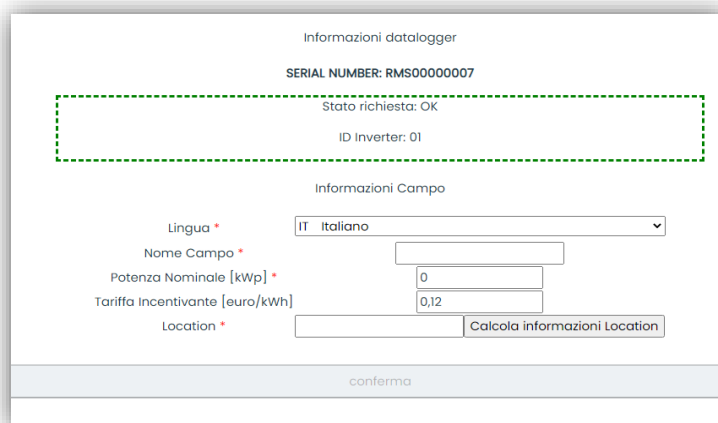 Informazioni datalogger
SERIAL NUMBER: RMS00000007
Stato richiesta: OK
ID Inverter: 01
Informazioni Campo
Lingua * IT Italiano
Nome Campo *
Potenza Nominale [kWp] * 0
Tariffa Incentivante [euro/kWh] 0,12
Location * Calcola informazioni Location
conferma